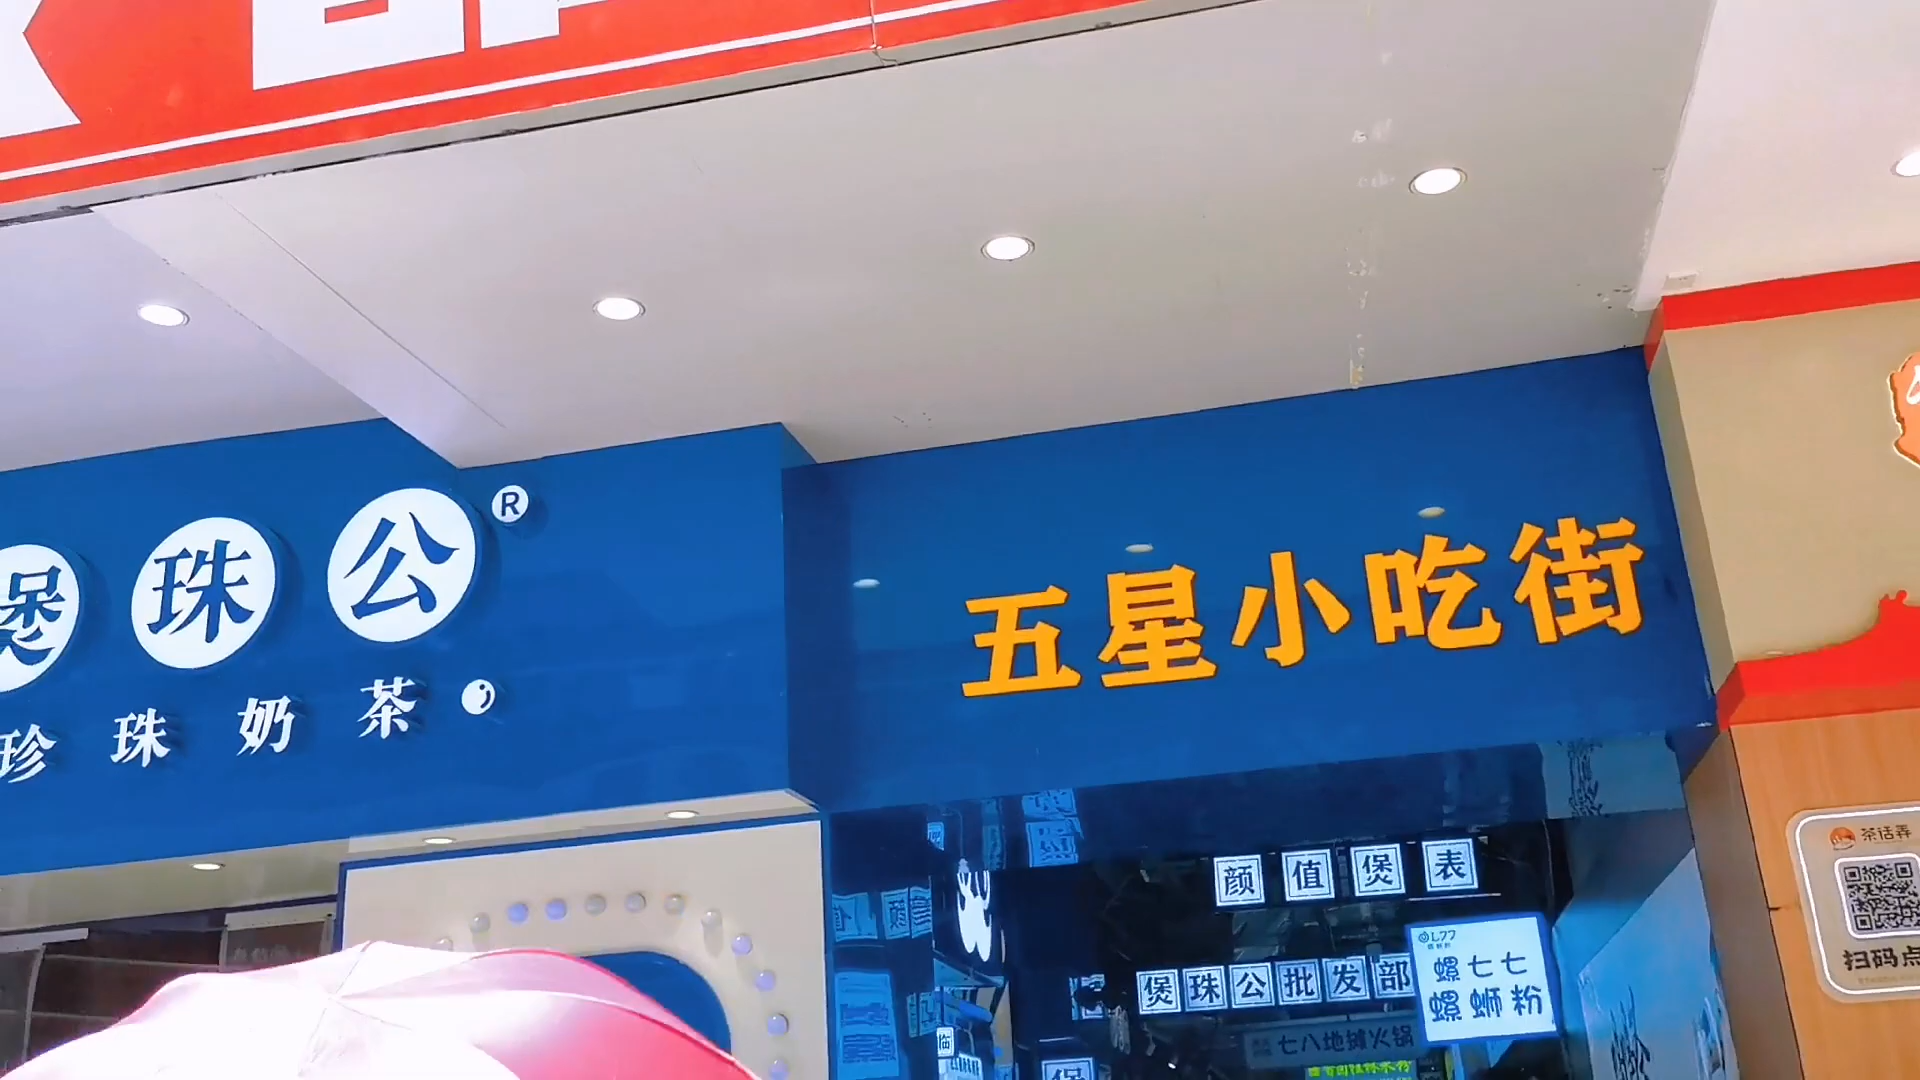 煲珠公®
珍珠奶茶
五星小吃街
颜值煲表
煲珠公批发部
L77
螺七七
螺蛳粉
七八地摊火锅
茶话弄
扫码点